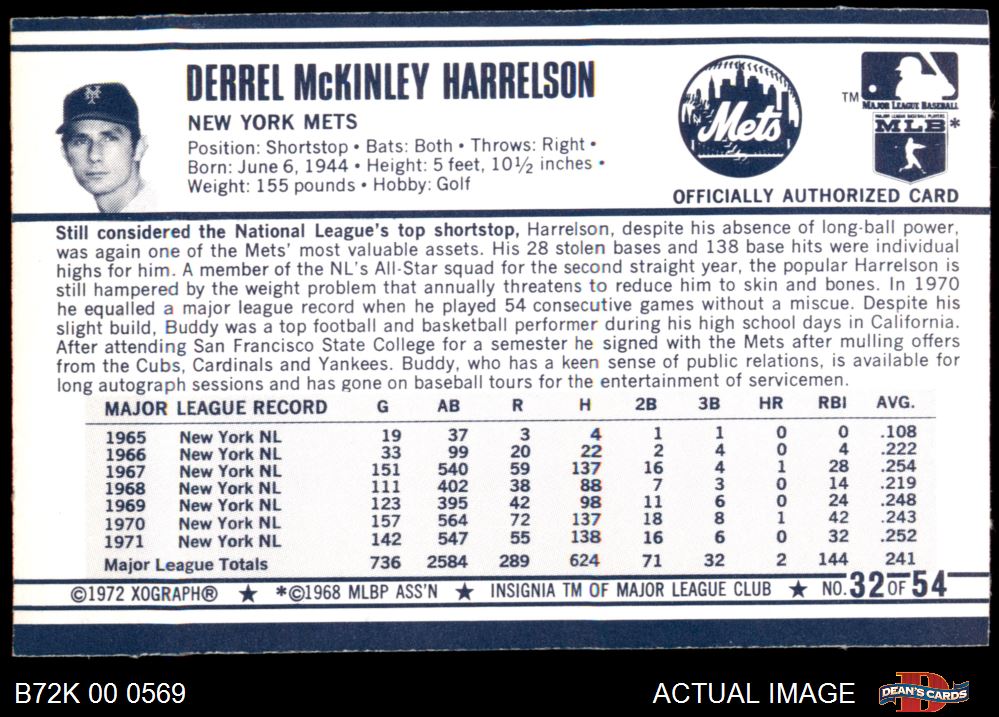 DERREL McKINLEY HARRELSON
NEW YORK METS
Position: Shortstop • Bats: Both • Throws: Right •
Born: June 6, 1944 • Height: 5 feet, 10½ inches •
Weight: 155 pounds • Hobby: Golf
Mets
TM
MAJOR LEAGUE BASEBALL
MAJOR LEAGUE BASEBALL PLAYERS
MLB*
OFFICIALLY AUTHORIZED CARD
Still considered the National League's top shortstop, Harrelson, despite his absence of long-ball power,
was again one of the Mets' most valuable assets. His 28 stolen bases and 138 base hits were individual
highs for him. A member of the NL's All-Star squad for the second straight year, the popular Harrelson is
still hampered by the weight problem that annually threatens to reduce him to skin and bones. In 1970
he equalled a major league record when he played 54 consecutive games without a miscue. Despite his
slight build, Buddy was a top football and basketball performer during his high school days in California.
After attending San Francisco State College for a semester he signed with the Mets after mulling offers
from the Cubs, Cardinals and Yankees. Buddy, who has a keen sense of public relations, is available for
long autograph sessions and has gone on baseball tours for the entertainment of servicemen.
MAJOR LEAGUE RECORD G AB R H 2B 3B HR RBI AVG.
1965 New York NL 19 37 3 4 1 1 0 0 .108
1966 New York NL 33 99 20 22 2 4 0 4 .222
1967 New York NL 151 540 59 137 16 4 1 28 .254
1968 New York NL 111 402 38 88 7 3 0 14 .219
1969 New York NL 123 395 42 98 11 6 0 24 .248
1970 New York NL 157 564 72 137 18 8 1 42 .243
1971 New York NL 142 547 55 138 16 6 0 32 .252
Major League Totals 736 2584 289 624 71 32 2 144 241
©1972 XOGRAPH® ★ *©1968 MLBP ASS'N ★ INSIGNIA TM OF MAJOR LEAGUE CLUB ★ NO. 32 OF 54
B72K 00 0569
ACTUAL IMAGE
DEAN'S CARDS